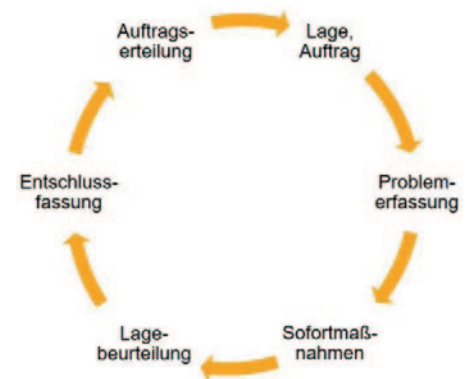 Auftrags-
erteilung
Lage,
Auftrag
Problem-
erfassung
Sofortmaß-
nahmen
Lage-
beurteilung
Entschluss-
fassung